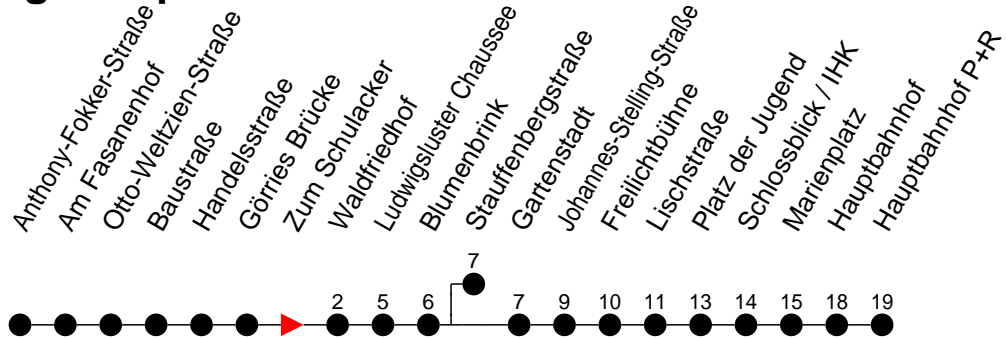 Anthony-Fokker-Straße
Am Fasanenhof
Otto-Weltzien-Straße
Baustraße
Handelsstraße
Görries Brücke
Zum Schulacker
Waldfriedhof
Ludwigsluster Chaussee
Blumenbrink
Stauffenbergstraße
Gartenstadt
Johannes-Stelling-Straße
Freilichtbühne
Lischstraße
Platz der Jugend
Schlossblick / IHK
Marienplatz
Hauptbahnhof
Hauptbahnhof P+R
7
2 5 6 7 9 10 11 13 14 15 18 19